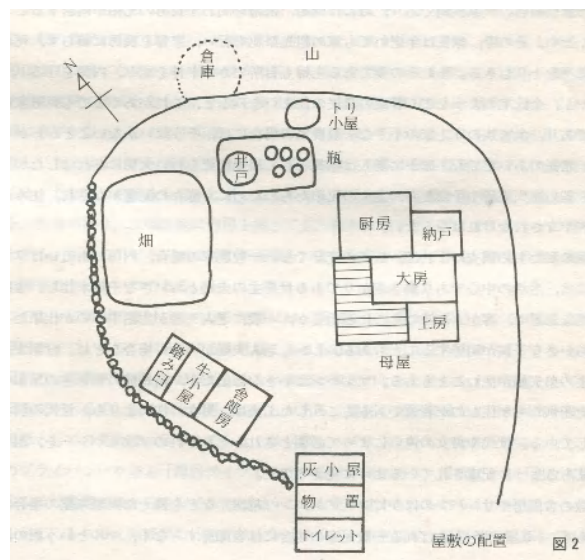 山
倉庫
N
トリ
小屋
井戸
瓶
畑
厨房
納戸
大房
上房
母屋
踏み臼
牛小屋
舎郎房
灰小屋
物置
トイレット
屋敷の配置 図2